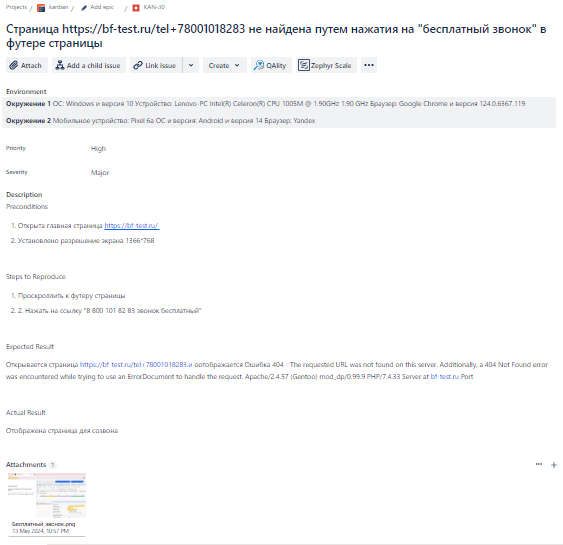 Projects / kanban / Add epic / KAN-30
Страница https://bf-test.ru/tel+78001018283 не найдена путем нажатия на "бесплатный звонок" в
футере страницы
Attach Add a child issue Link issue Create QAlity Zephyr Scale
Environment
Окружение 1 ОС: Windows и версия 10 Устройство: Lenovo-PC Intel(R) Celeron(R) CPU 1005M @ 1.90GHz 1.90 GHz Браузер: Google Chrome и версия 124.0.6367.119
Окружение 2 Мобильное устройство: Pixel 6a ОС и версия: Android и версия 14 Браузер: Yandex
Priority High
Severity Major
Description
Preconditions
1. Открыта главная страница https://bf-test.ru/
2. Установлено разрешение экрана 1366*768
Steps to Reproduce
1. Проскроллить к футеру страницы
2. 2. Нажать на ссылку "8 800 101 82 83 звонок бесплатный"
Expected Result
Открывается страница https://bf-test.ru/tel+78001018283.и оотображается Ошибка 404 - The requested URL was not found on this server. Additionally, a 404 Not Found error
was encountered while trying to use an ErrorDocument to handle the request. Apache/2.4.57 (Gentoo) mod_dp/0.99.9 PHP/7.4.33 Server at bf-test.ru Port
Actual Result
Отображена страница для созвона
Attachments 1
Бесплатный_звонок.png
13 May 2024, 10:57 PM